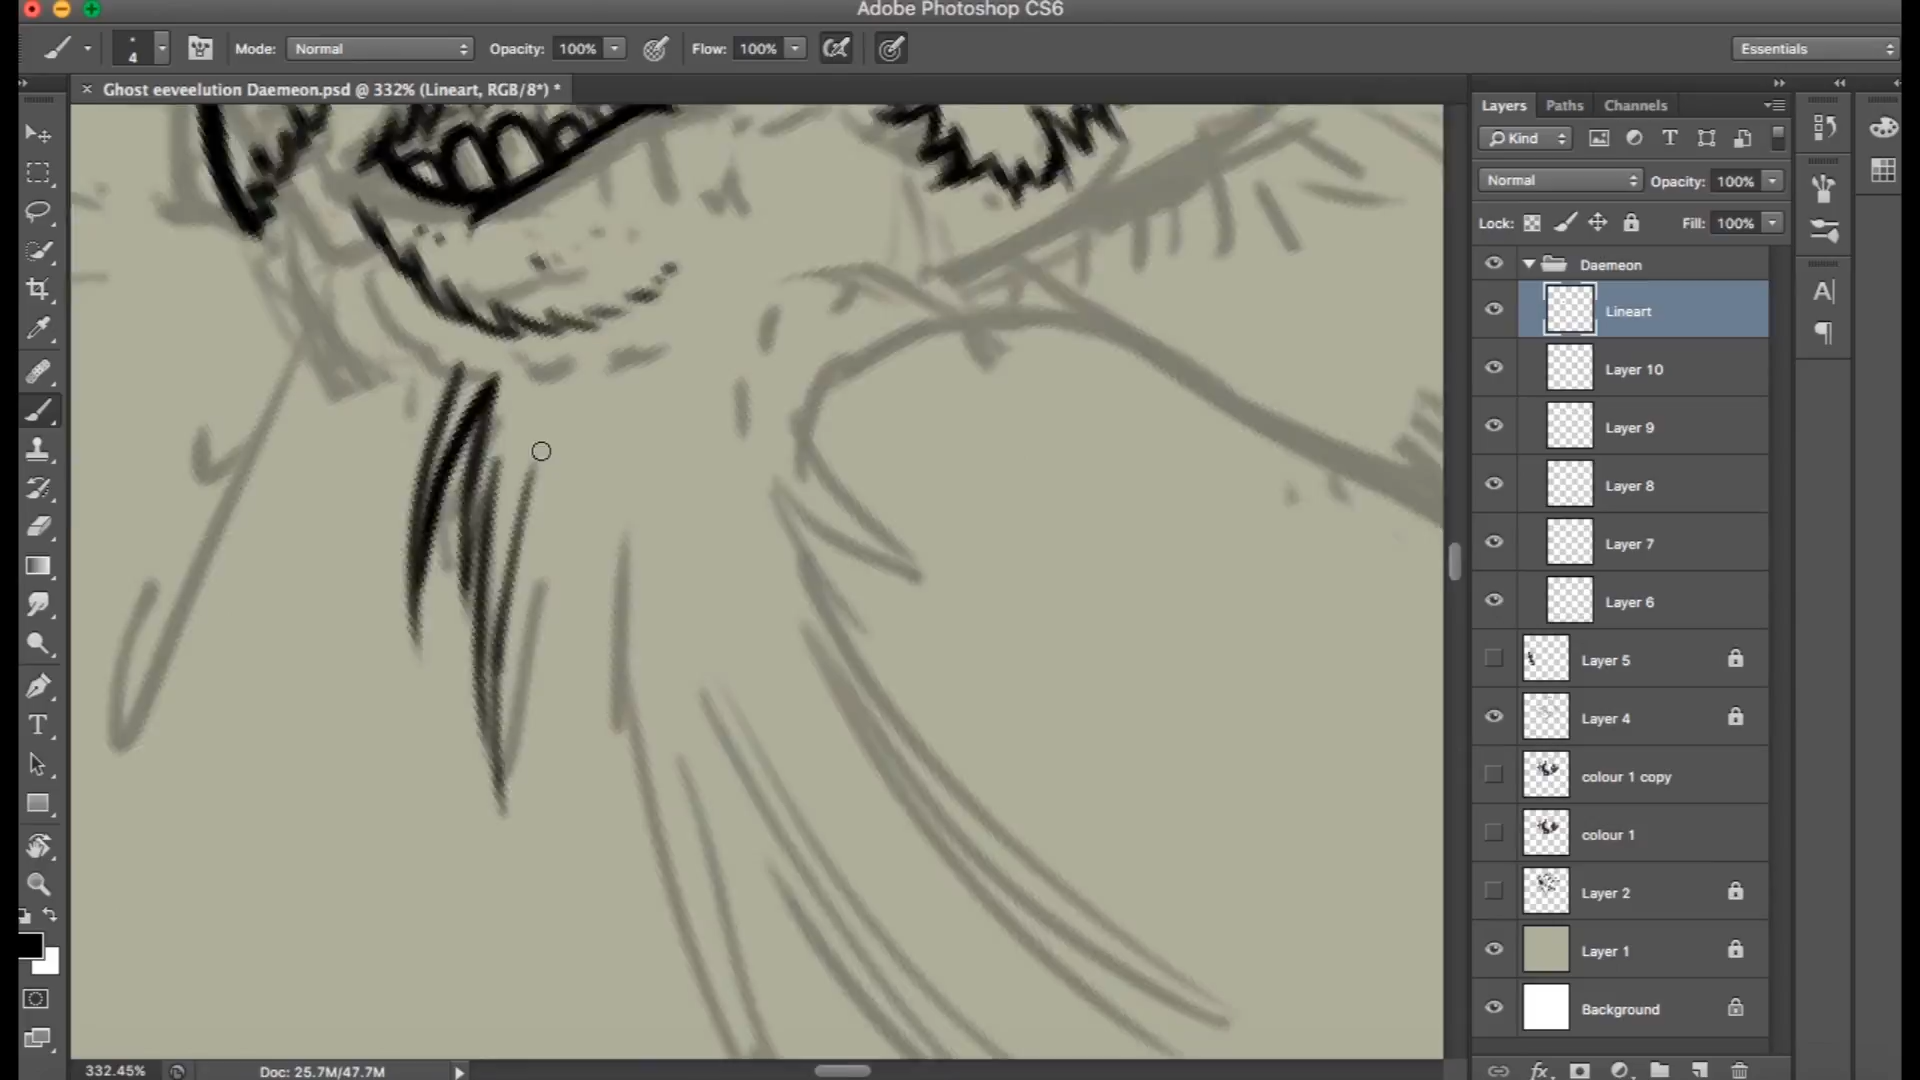 Adobe Photoshop CS6
4 Mode: Normal Opacity: 100% Flow: 100% Essentials
× Ghost eeveelution Daemeon.psd @ 332% (Lineart, RGB/8*) *
Layers Paths Channels
Kind
Normal Opacity: 100%
Lock: Fill: 100%
Daemeon
Lineart
Layer 10
Layer 9
Layer 8
Layer 7
Layer 6
Layer 5
Layer 4
colour 1 copy
colour 1
Layer 2
Layer 1
Background
332.45% Doc: 25.7M/47.7M